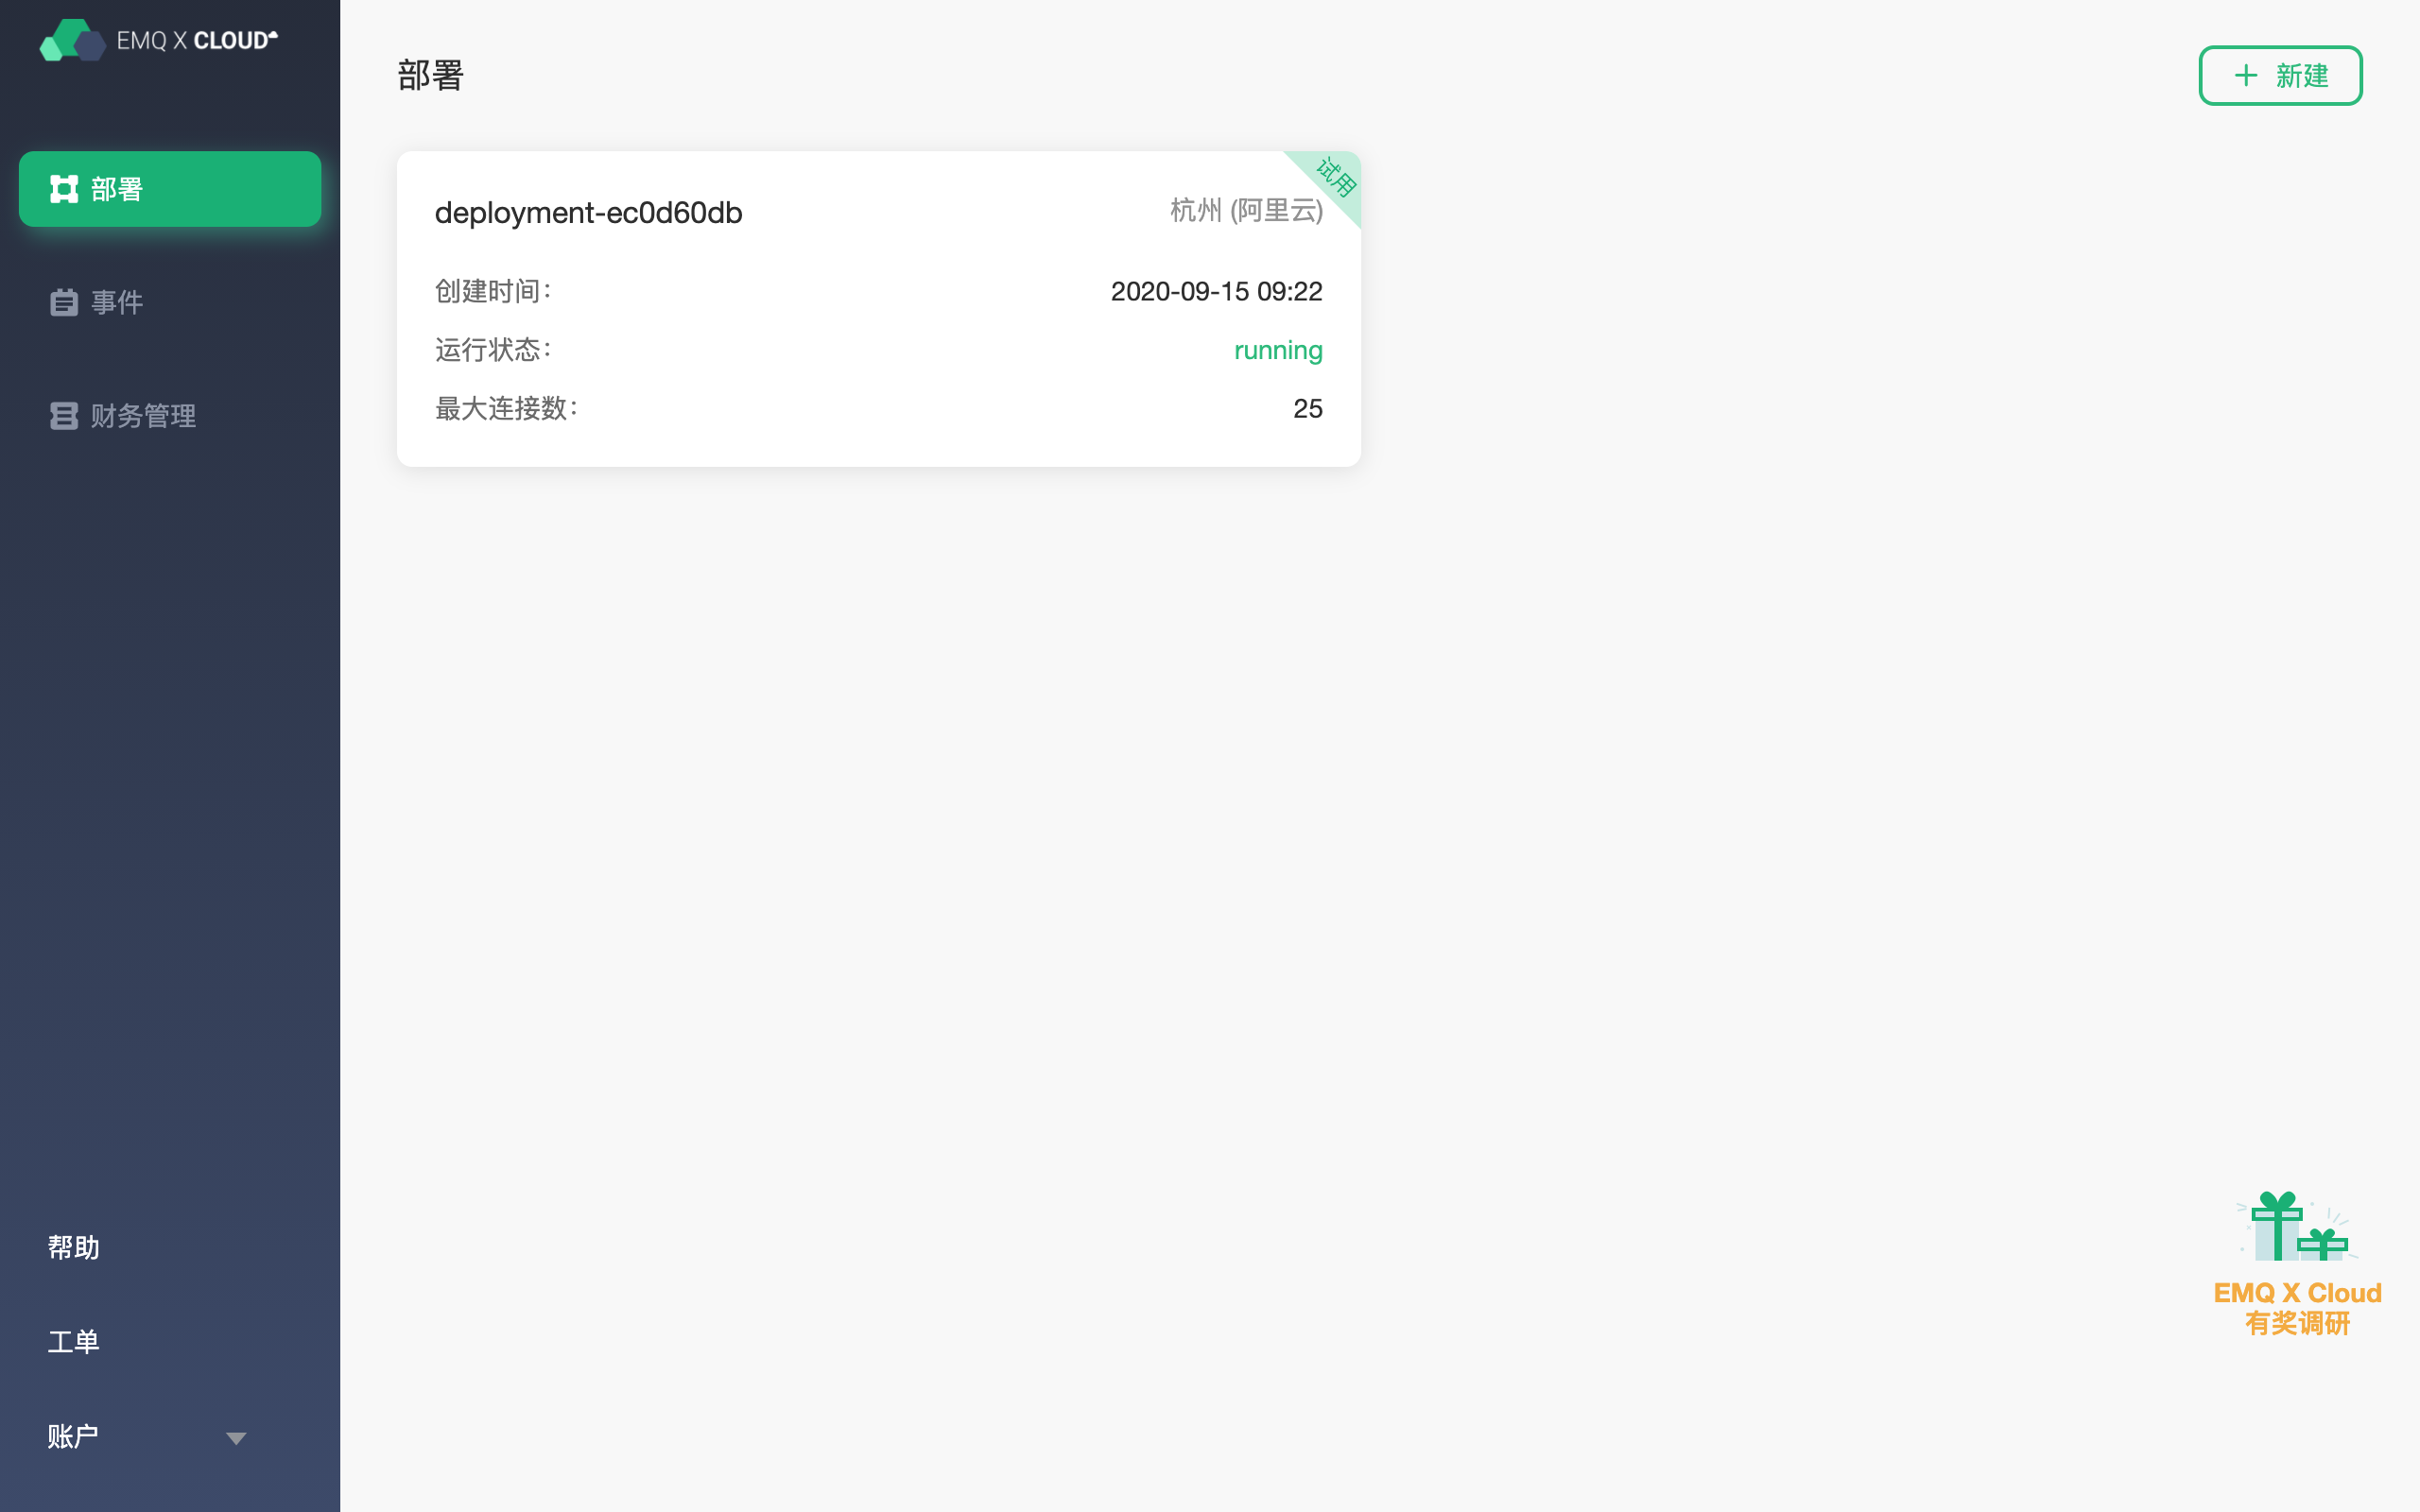 EMQ X CLOUD
部署
事件
财务管理
帮助
工单
账户
部署
新建
试用
deployment-ec0d60db
杭州 (阿里云)
创建时间：
2020-09-15 09:22
运行状态：
running
最大连接数：
25
EMQ X Cloud
有奖调研